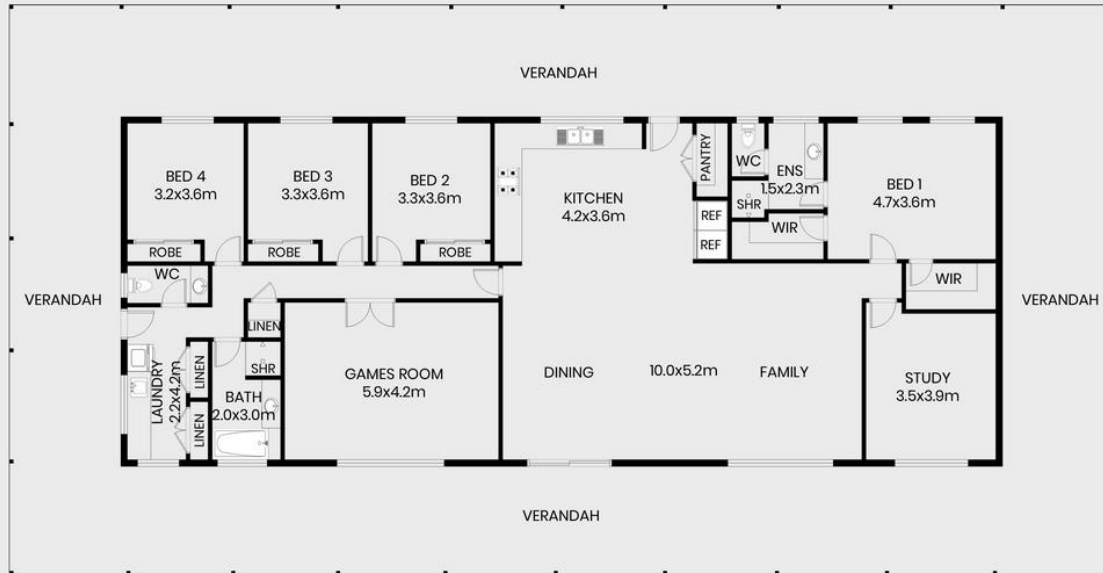 VERANDAH
BED 4
3.2x3.6m
BED 3
3.3x3.6m
BED 2
3.3x3.6m
KITCHEN
4.2x3.6m
PANTRY
WC
ENS
1.5x2.3m
SHR
WIR
REF
REF
BED 1
4.7x3.6m
ROBE
ROBE
ROBE
WC
WIR
VERANDAH
VERANDAH
LINEN
LAUNDRY
2.2x4.2m
LINEN
LINEN
SHR
BATH
2.0x3.0m
GAMES ROOM
5.9x4.2m
DINING
10.0x5.2m
FAMILY
STUDY
3.5x3.9m
VERANDAH